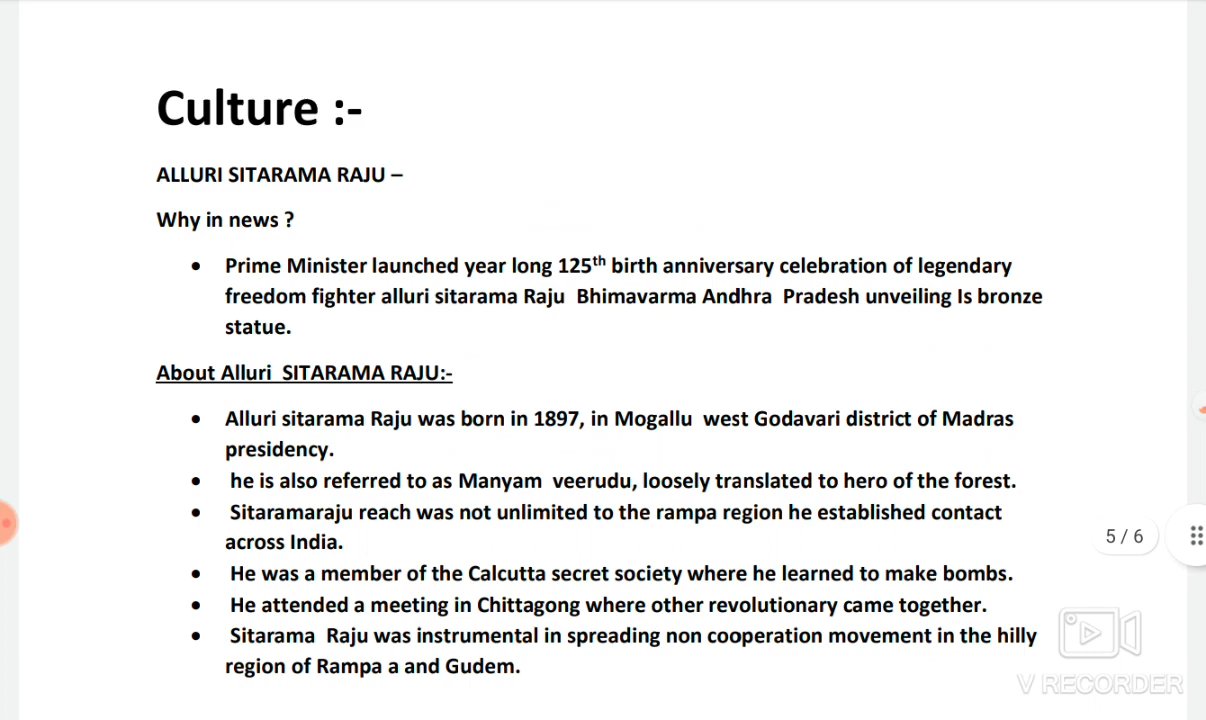 Culture :-
ALLURI SITARAMA RAJU –
Why in news ?
• Prime Minister launched year long 125th birth anniversary celebration of legendary
freedom fighter alluri sitarama Raju Bhimavarma Andhra Pradesh unveiling Is bronze
statue.
About Alluri SITARAMA RAJU:-
• Alluri sitarama Raju was born in 1897, in Mogallu west Godavari district of Madras
presidency.
• he is also referred to as Manyam veerudu, loosely translated to hero of the forest.
• Sitaramaraju reach was not unlimited to the rampa region he established contact
across India.
• He was a member of the Calcutta secret society where he learned to make bombs.
• He attended a meeting in Chittagong where other revolutionary came together.
• Sitarama Raju was instrumental in spreading non cooperation movement in the hilly
region of Rampa a and Gudem.
5 / 6
V RECORDER